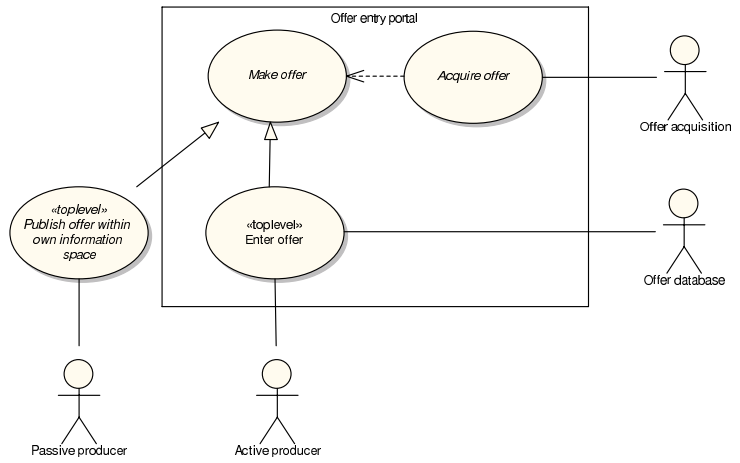 Offer entry portal
Make offer
Acquire offer
Offer acquisition
«toplevel»
Publish offer within
own information
space
«toplevel»
Enter offer
Offer database
Passive producer
Active producer